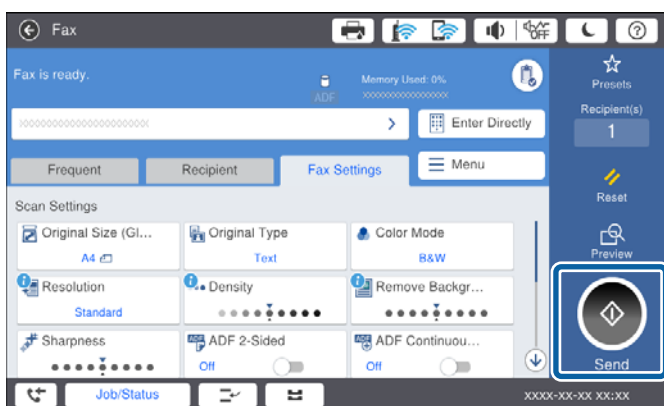 Fax
OFF
Fax is ready.
ADF
Memory Used: 0%
xxxxxxxxxxxxxxxxxx
Presets
Recipient(s)
1
xxxxxxxxxxxxxxxxxxxxxxx
Enter Directly
Frequent
Recipient
Fax Settings
Menu
Reset
Scan Settings
Original Size (Gl...
A4
Original Type
Text
Color Mode
B&W
Preview
Resolution
Standard
Density
Remove Backgr...
Sharpness
ADF 2-Sided
Off
ADF Continuou...
Off
Send
Job/Status
XXXX-XX-XX XX:XX